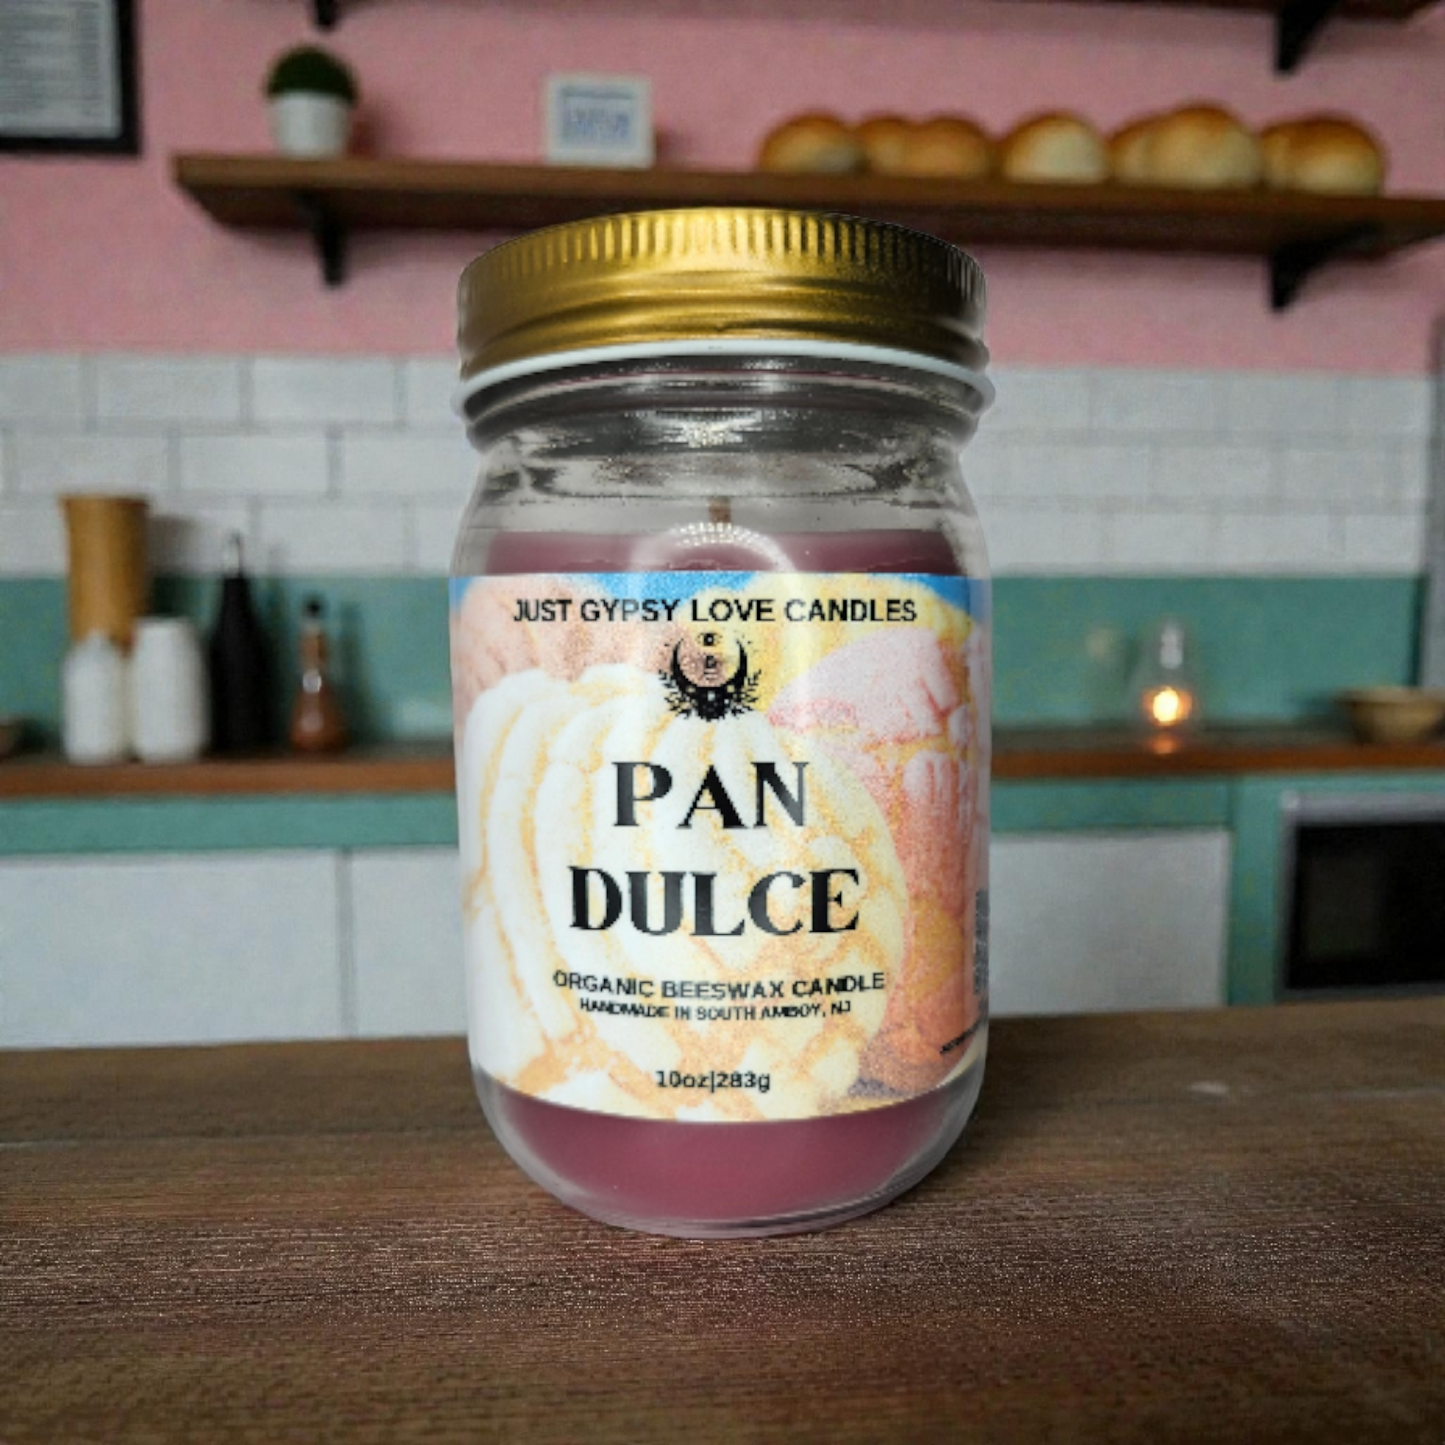 JUST GYPSY LOVE CANDLES
PAN
DULCE
ORGANIC BEESWAX CANDLE
HANDMADE IN SOUTH AMBOY, NJ
10oz|283g